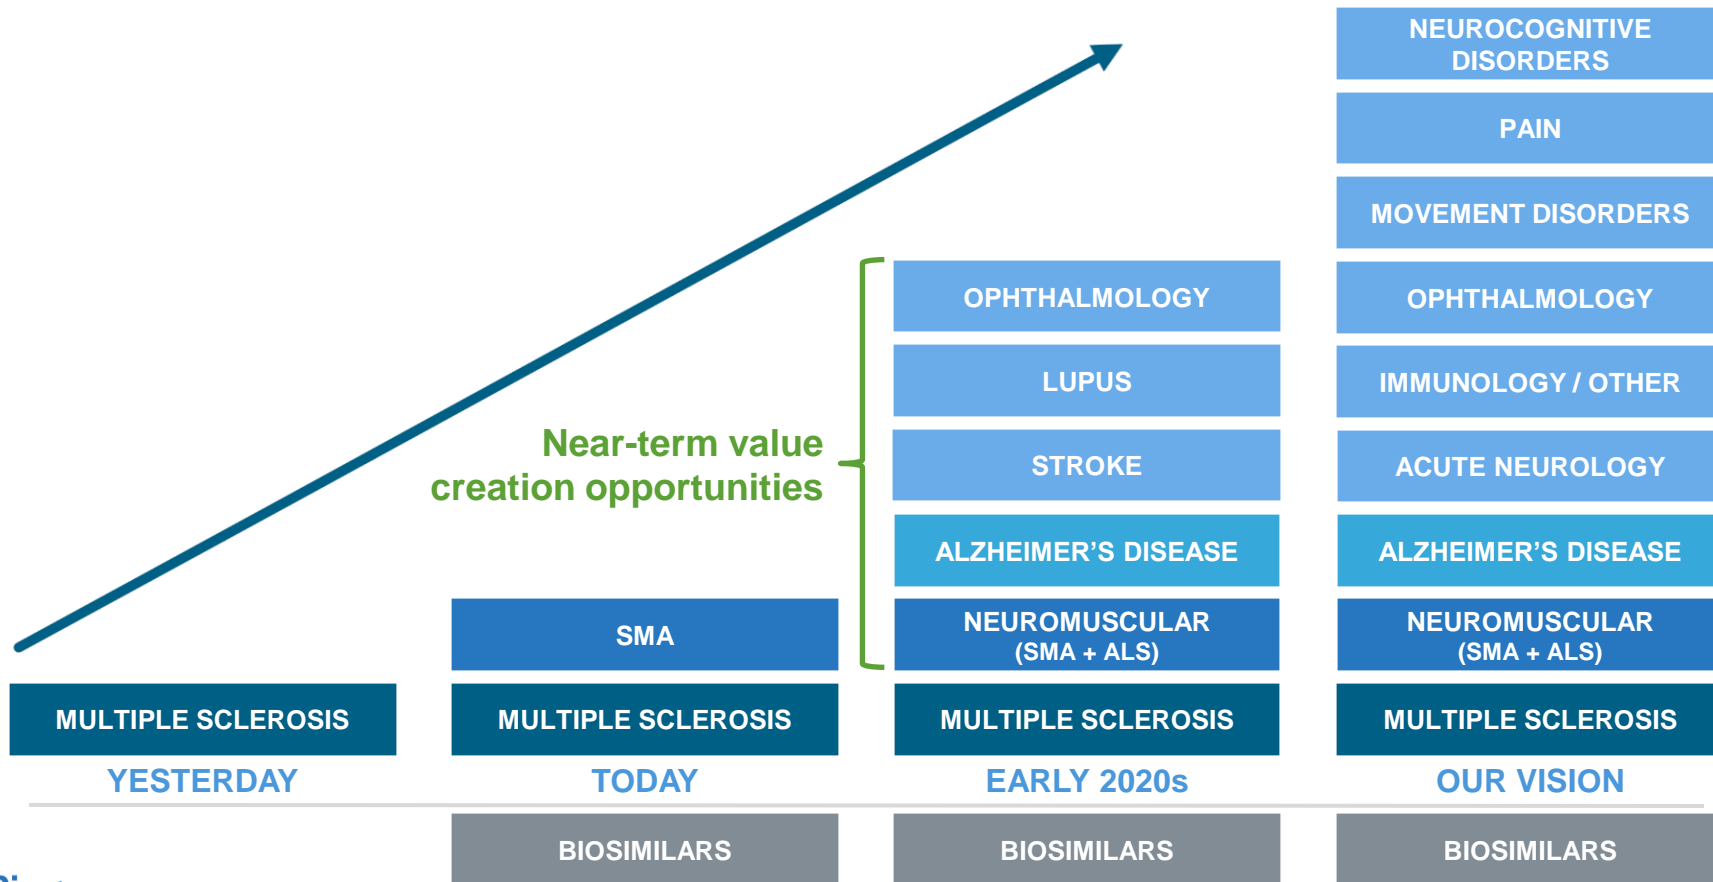 NEUROCOGNITIVE
DISORDERS
PAIN
MOVEMENT DISORDERS
OPHTHALMOLOGY
OPHTHALMOLOGY
LUPUS
IMMUNOLOGY / OTHER
Near-term value
creation opportunities
STROKE
ACUTE NEUROLOGY
ALZHEIMER’S DISEASE
ALZHEIMER’S DISEASE
SMA
NEUROMUSCULAR
(SMA + ALS)
NEUROMUSCULAR
(SMA + ALS)
MULTIPLE SCLEROSIS
MULTIPLE SCLEROSIS
MULTIPLE SCLEROSIS
MULTIPLE SCLEROSIS
YESTERDAY
TODAY
EARLY 2020s
OUR VISION
BIOSIMILARS
BIOSIMILARS
BIOSIMILARS